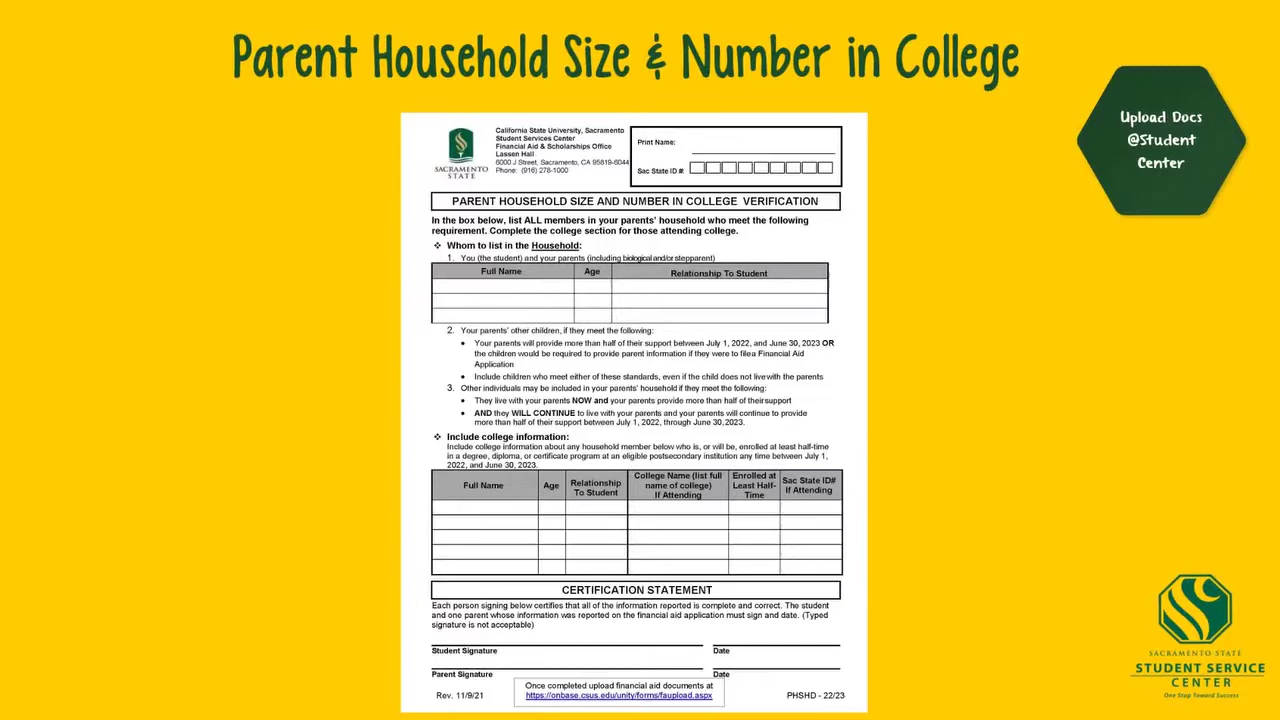 Parent Household Size & Number in College
Upload Docs
@Student
Center
SACRAMENTO
STATE
California State University, Sacramento
Student Services Center
Financial Aid & Scholarships Office
Lassen Hall
6000 J Street, Sacramento, CA 95819-6044
Phone: (916) 278-1000
Print Name:
Sac State ID #:
PARENT HOUSEHOLD SIZE AND NUMBER IN COLLEGE VERIFICATION
In the box below, list ALL members in your parents' household who meet the following
requirement. Complete the college section for those attending college.
❖ Whom to list in the Household:
1. You (the student) and your parents (including biological and/or stepparent)
Full Name Age Relationship To Student
2. Your parents' other children, if they meet the following:
• Your parents will provide more than half of their support between July 1, 2022, and June 30, 2023 OR
the children would be required to provide parent information if they were to file a Financial Aid
Application
• Include children who meet either of these standards, even if the child does not live with the parents
3. Other individuals may be included in your parents' household if they meet the following:
• They live with your parents NOW and your parents provide more than half of their support
• AND they WILL CONTINUE to live with your parents and your parents will continue to provide
more than half of their support between July 1, 2022, through June 30, 2023.
❖ Include college information:
Include college information about any household member below who is, or will be, enrolled at least half-time
in a degree, diploma, or certificate program at an eligible postsecondary institution any time between July 1,
2022, and June 30, 2023.
Full Name
Age
Relationship
To Student
College Name (list full
name of college)
If Attending
Enrolled at
Least Half-
Time
Sac State ID#
If Attending
CERTIFICATION STATEMENT
Each person signing below certifies that all of the information reported is complete and correct. The student
and one parent whose information was reported on the financial aid application must sign and date. (Typed
signature is not acceptable)
Student Signature Date
Parent Signature Date
Rev. 11/9/21
Once completed upload financial aid documents at
https://onbase.csus.edu/unity/forms/faupload.aspx
PHSHD - 22/23
SACRAMENTO STATE
STUDENT SERVICE
CENTER
One Stop Toward Success